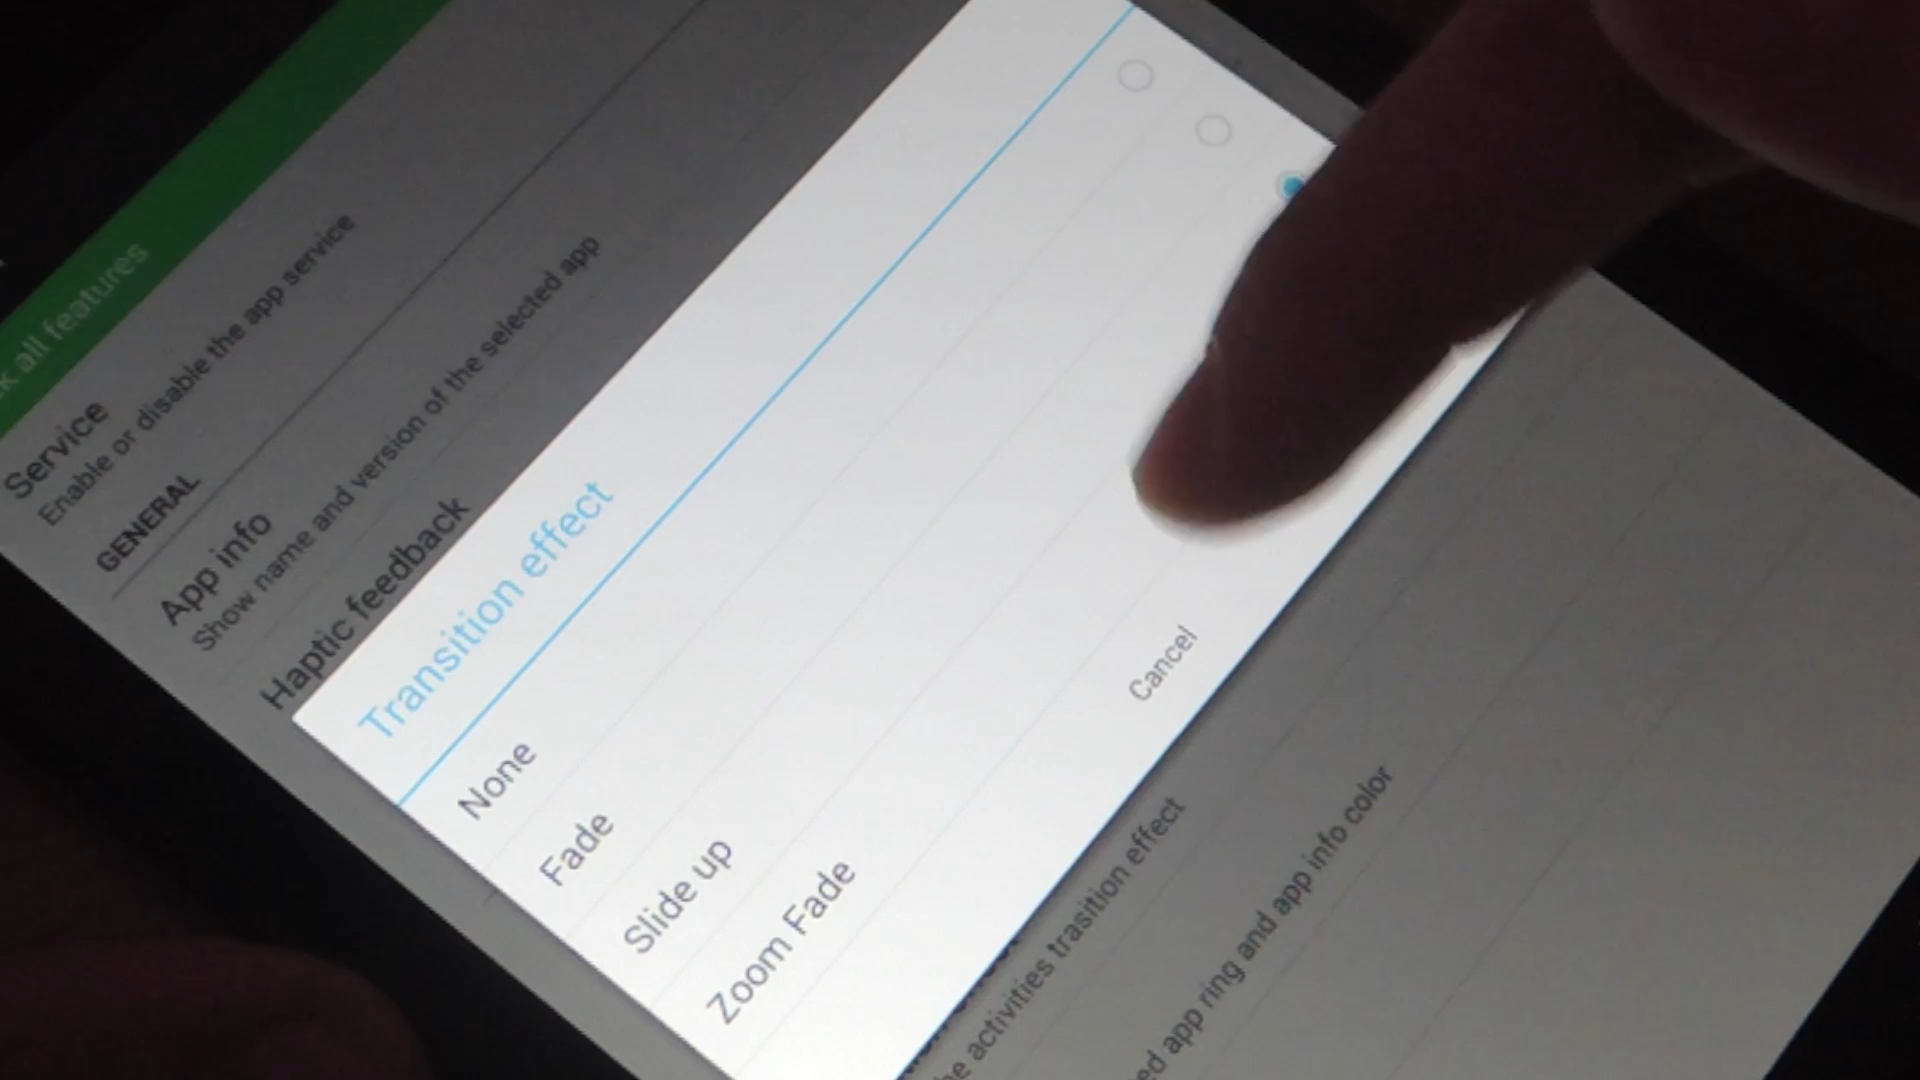 all features
Service
Enable or disable the app service
GENERAL
App info
Show name and version of the selected app
Haptic feedback
Transition effect
None
Fade
Slide up
Zoom Fade
Cancel
activities trasition effect
app ring and app info color